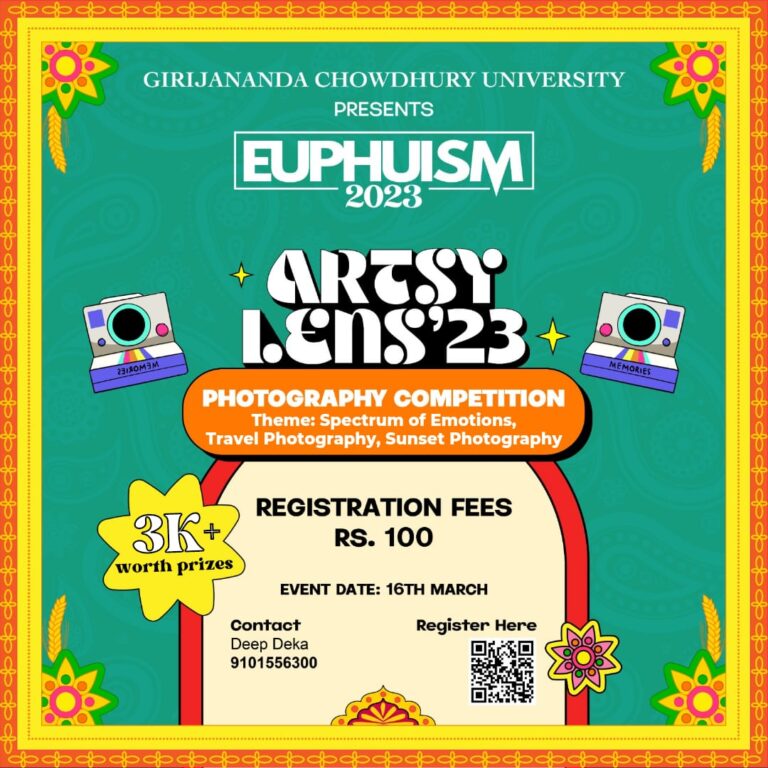 GIRIJANANDA CHOWDHURY UNIVERSITY
PRESENTS
EUPHUISM
2023
ARTSY
LENS'23
MEMORIES
MEMORIES
PHOTOGRAPHY COMPETITION
Theme: Spectrum of Emotions,
Travel Photography, Sunset Photography
3K+
worth prizes
REGISTRATION FEES
RS. 100
EVENT DATE: 16TH MARCH
Contact
Deep Deka
9101556300
Register Here